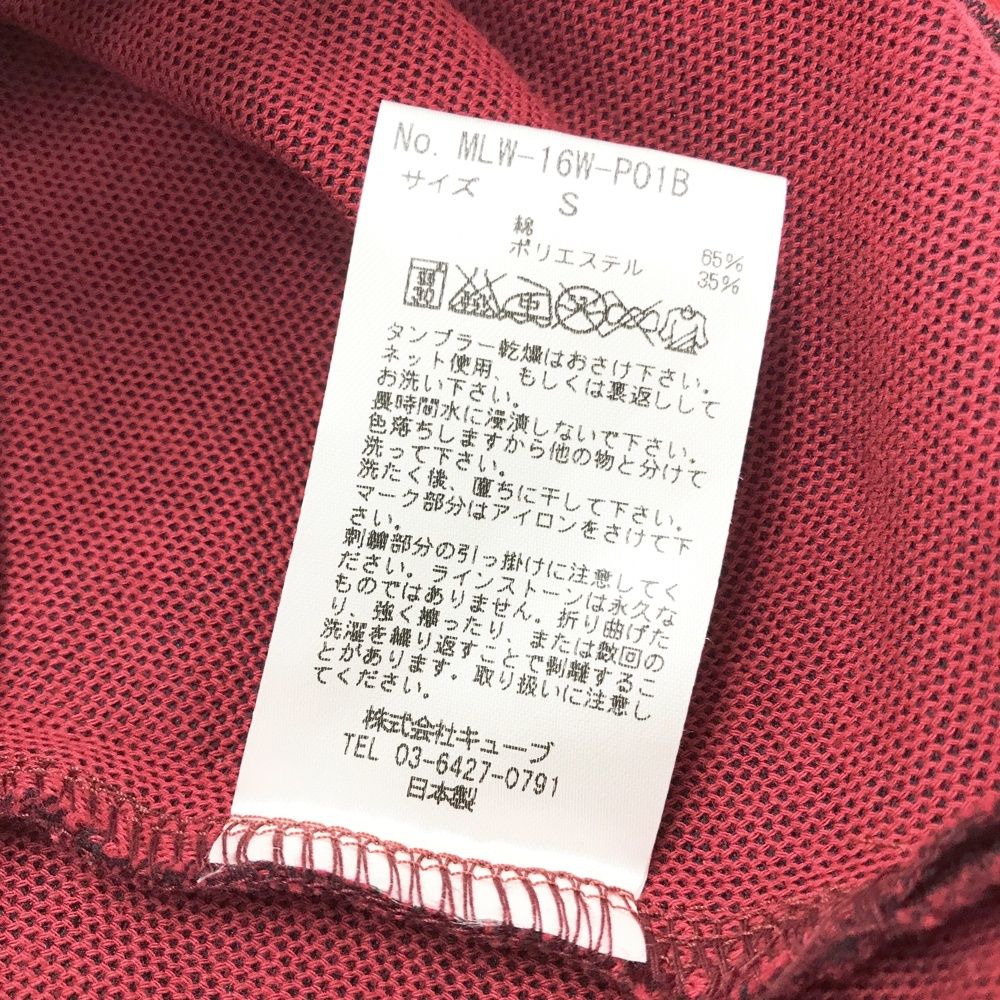 No. MLW-16W-P01B
サイズ S
綿 65%
ポリエステル 35%
タンブラー乾燥はおさけ下さい。
ネット使用、もしくは裏返しして
お洗い下さい。
長時間水に浸漬しないで下さい。
色落ちしますから他の物と分けて
洗って下さい。
洗たく後、直ちに干して下さい。
マーク部分はアイロンをさけて下
さい。
刺繍部分の引っ掛けに注意してく
ださい。ラインストーンは永久な
ものではありません。折り曲げた
り、強く擦ったり、または数回の
洗濯を繰り返すことで剥離するこ
とがあります。取り扱いに注意し
てください。
株式会社キューブ
TEL 03-6427-0791
日本製